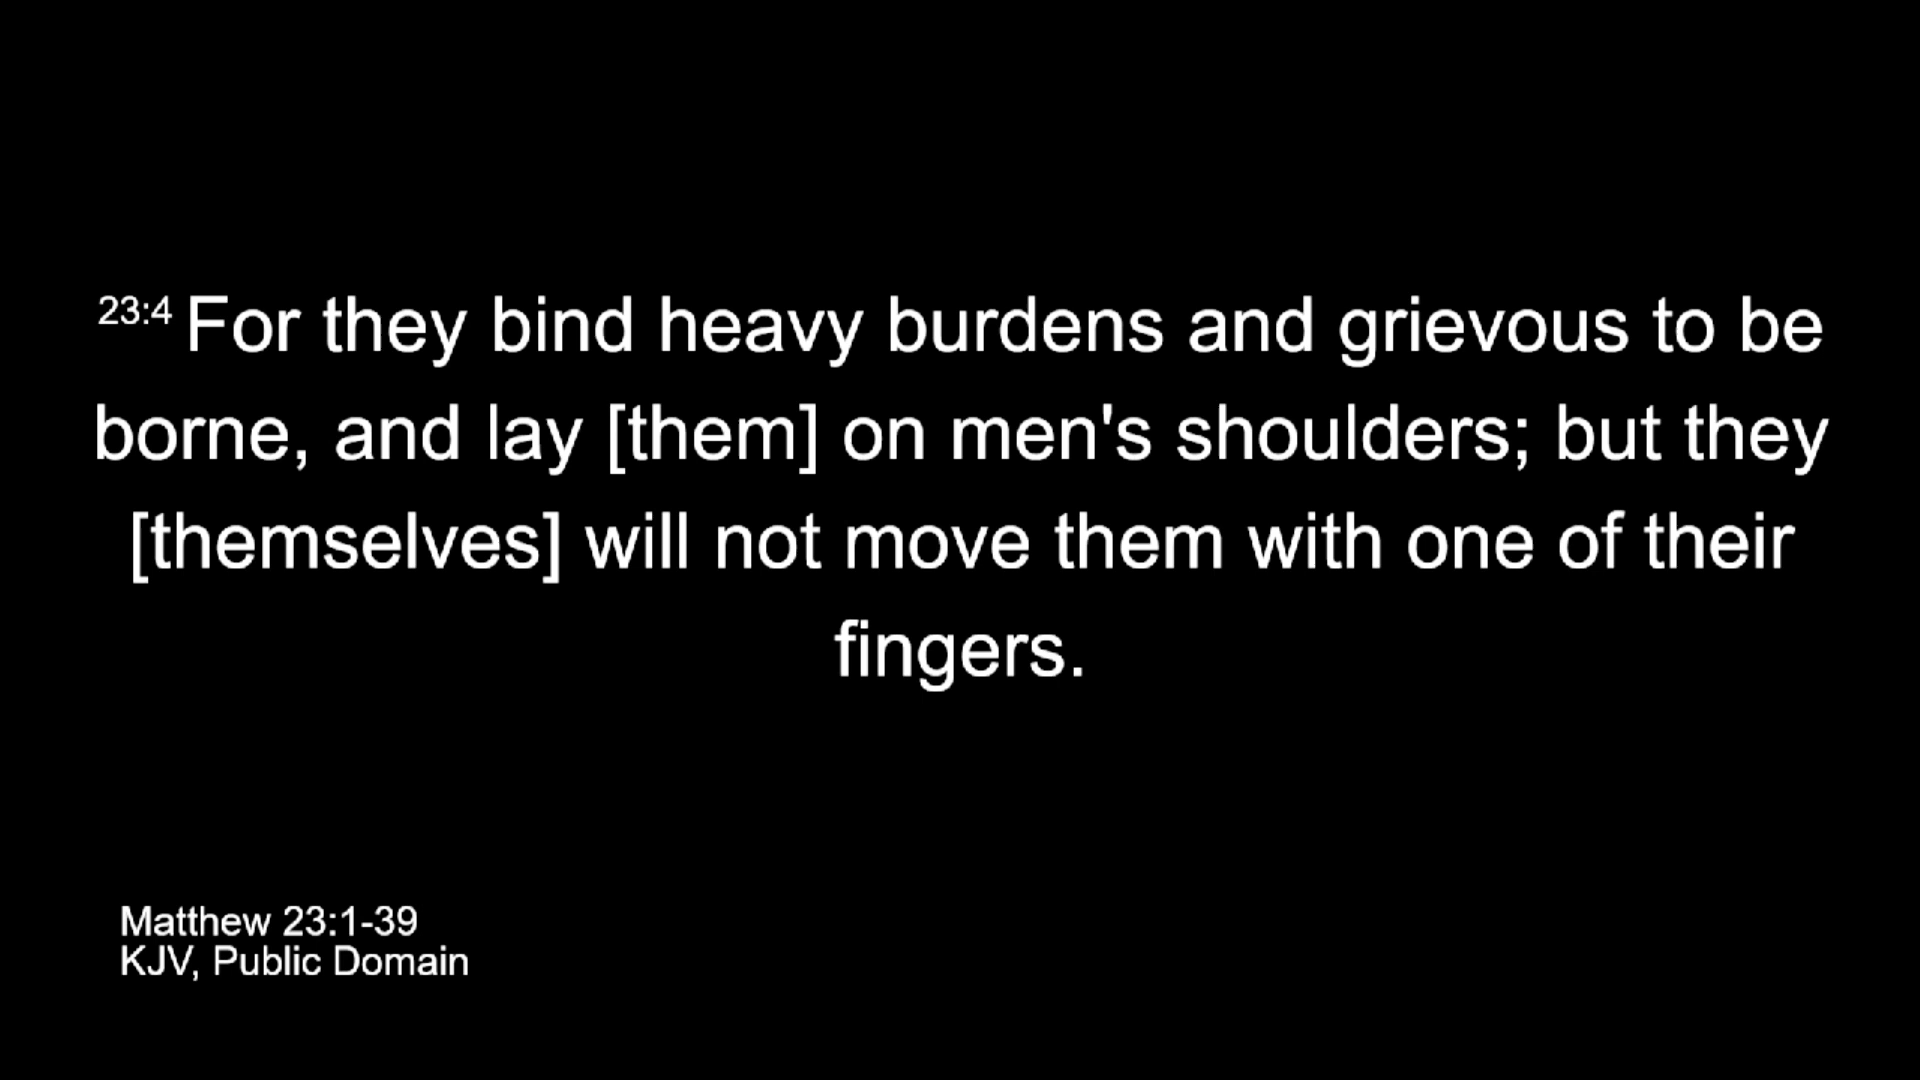 23:4 For they bind heavy burdens and grievous to be
borne, and lay [them] on men's shoulders; but they
[themselves] will not move them with one of their
fingers.
Matthew 23:1-39
KJV, Public Domain